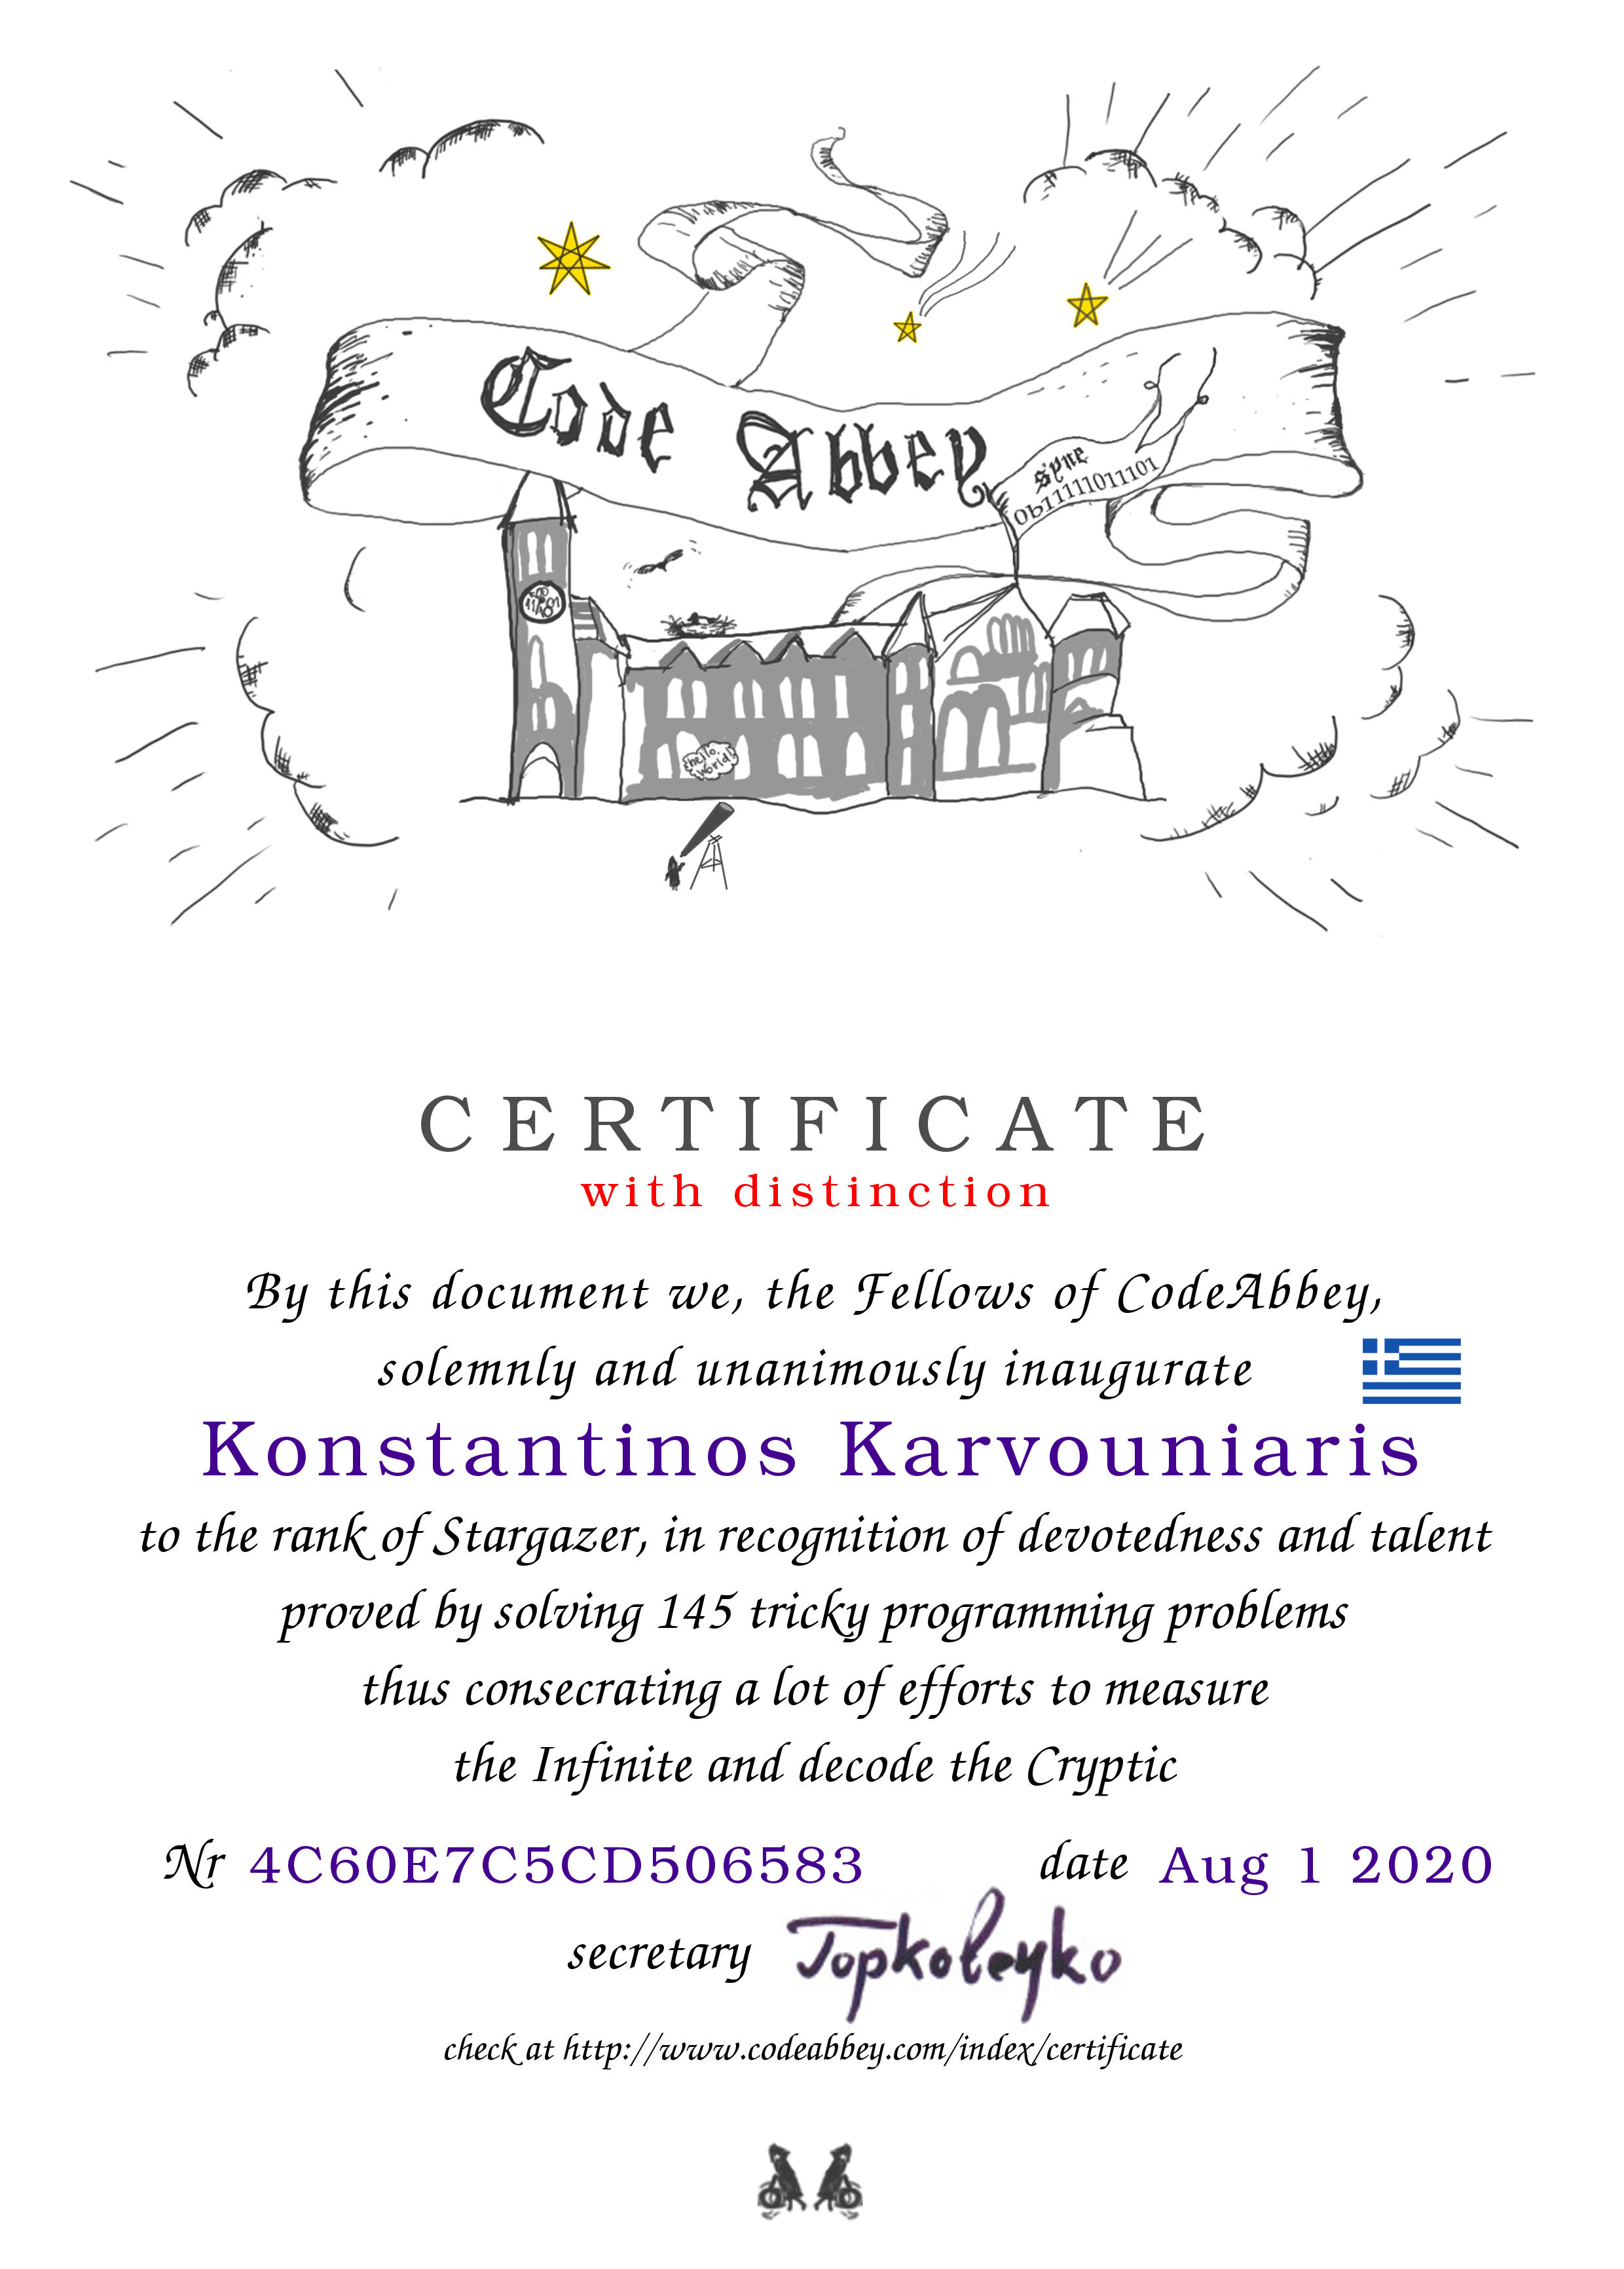 Code Abbey
syne
0b11111011101
hello,
world!
CERTIFICATE
with distinction
By this document we, the Fellows of CodeAbbey,
solemnly and unanimously inaugurate
Konstantinos Karvouniaris
to the rank of Stargazer, in recognition of devotedness and talent
proved by solving 145 tricky programming problems
thus consecrating a lot of efforts to measure
the Infinite and decode the Cryptic
Nr 4C60E7C5CD506583 date Aug 1 2020
secretary
check at http://www.codeabbey.com/index/certificate